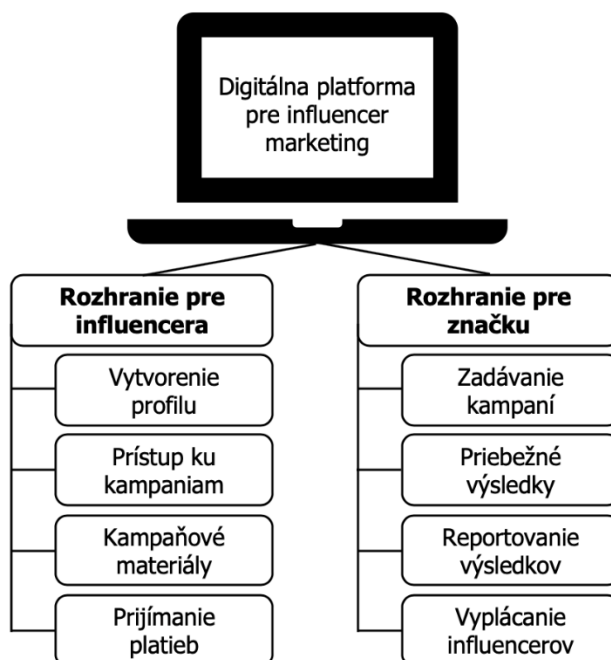 Digitálna platforma
pre influencer
marketing
Rozhranie pre
influencera
Vytvorenie
profilu
Prístup ku
kampaniam
Kampaňové
materiály
Prijímanie
platieb
Rozhranie pre
značku
Zadávanie
kampaní
Priebežné
výsledky
Reportovanie
výsledkov
Vyplácanie
influencerov